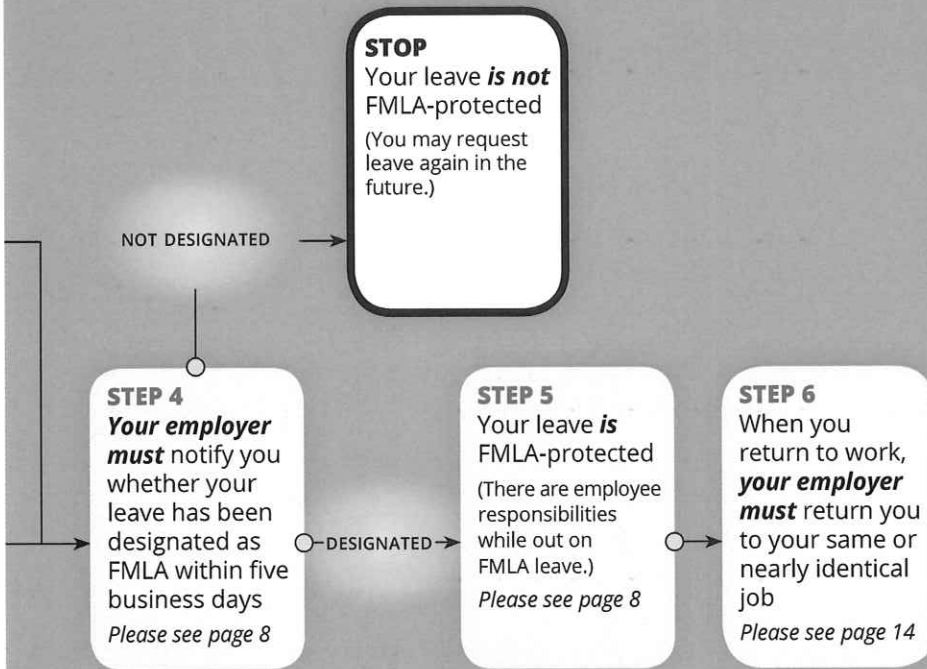 STOP
Your leave is not
FMLA-protected
(You may request
leave again in the
future.)
NOT DESIGNATED
STEP 4
Your employer
must notify you
whether your
leave has been
designated as
FMLA within five
business days
Please see page 8
DESIGNATED
STEP 5
Your leave is
FMLA-protected
(There are employee
responsibilities
while out on
FMLA leave.)
Please see page 8
STEP 6
When you
return to work,
your employer
must return you
to your same or
nearly identical
job
Please see page 14